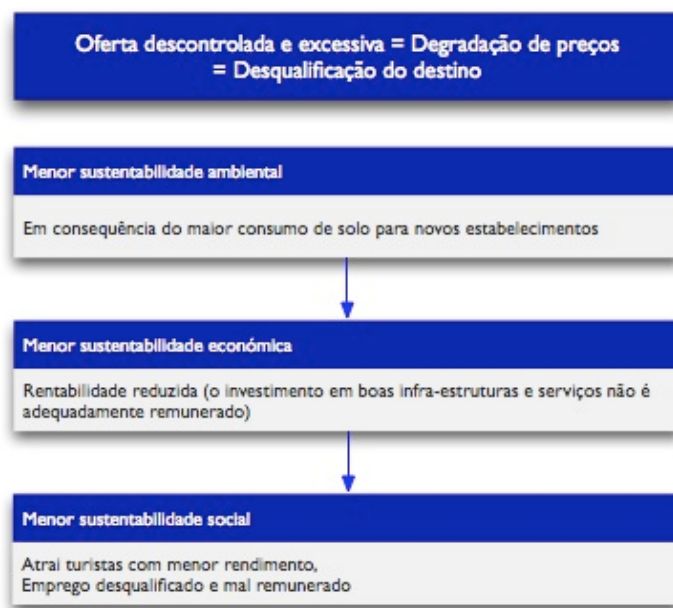 Oferta descontrolada e excessiva = Degradação de preços
= Desqualificação do destino
Menor sustentabilidade ambiental
Em consequência do maior consumo de solo para novos estabelecimentos
Menor sustentabilidade económica
Rentabilidade reduzida (o investimento em boas infra-estruturas e serviços não é
adequadamente remunerado)
Menor sustentabilidade social
Atrai turistas com menor rendimento,
Emprego desqualificado e mal remunerado